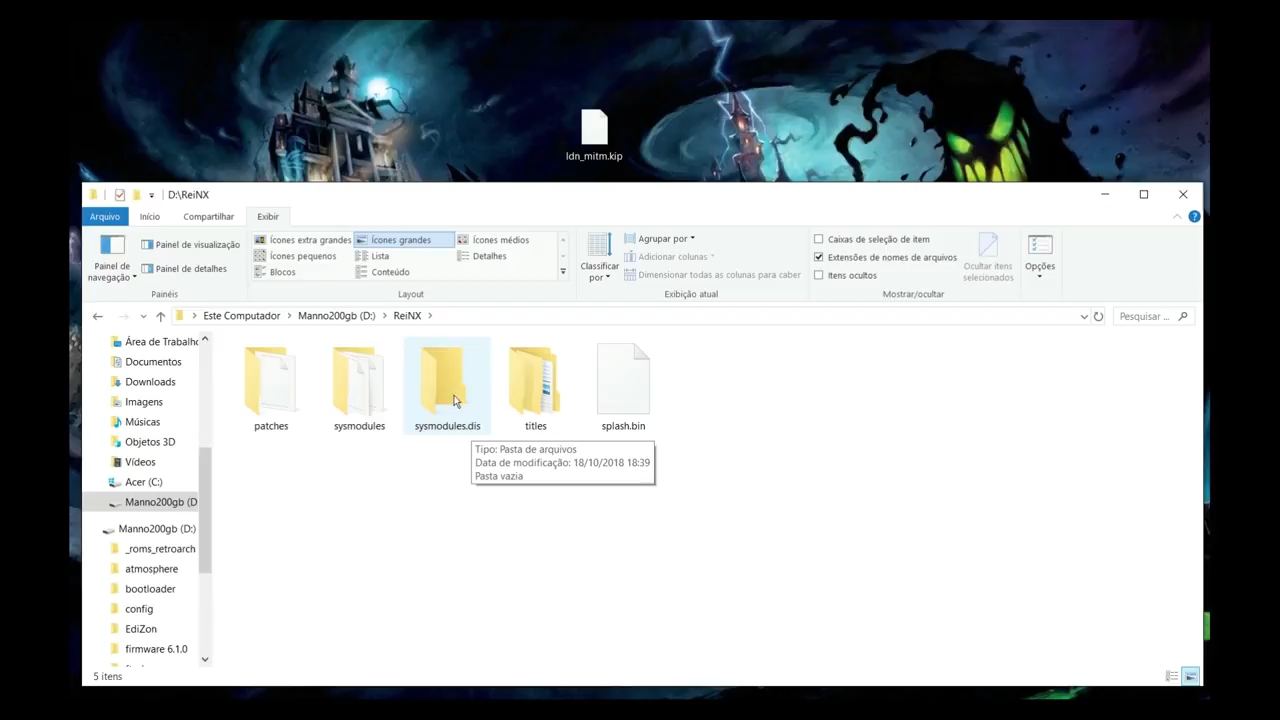 ldn_mitm.kip
D:\ReiNX
Arquivo
Início
Compartilhar
Exibir
Painel de navegação
Painel de visualização
Painel de detalhes
Painéis
Ícones extra grandes
Ícones grandes
Ícones médios
Ícones pequenos
Lista
Detalhes
Blocos
Conteúdo
Layout
Classificar por
Agrupar por
Adicionar colunas
Dimensionar todas as colunas para caber
Exibição atual
Caixas de seleção de item
Extensões de nomes de arquivos
Itens ocultos
Ocultar itens selecionados
Mostrar/ocultar
Opções
Este Computador
Manno200gb (D:)
ReiNX
Pesquisar ...
Área de Trabalho
Documentos
Downloads
Imagens
Músicas
Objetos 3D
Vídeos
Acer (C:)
Manno200gb (D
Manno200gb (D:)
_roms_retroarch
atmosphere
bootloader
config
EdiZon
firmware 6.1.0
patches
sysmodules
sysmodules.dis
titles
splash.bin
Tipo: Pasta de arquivos
Data de modificação: 18/10/2018 18:39
Pasta vazia
5 itens